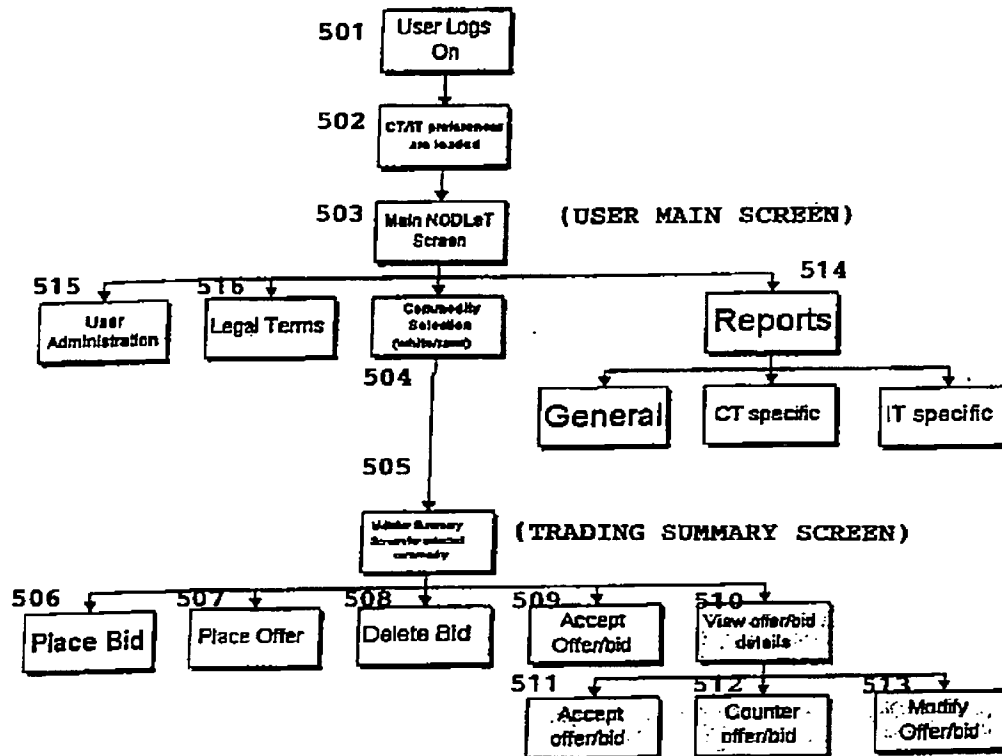 501
User Logs
On
502
CT/IT preferences
are loaded
503
Main NODLeT
Screen
(USER MAIN SCREEN)
515
User
Administration
516
Legal Terms
Commodity
Selection
504
514
Reports
General
CT specific
IT specific
505
Summary
(TRADING SUMMARY SCREEN)
506
Place Bid
507
Place Offer
508
Delete Bid
509
Accept
Offer/bid
510
View offer/bid
details
511
Accept
offer/bid
512
Counter
offer/bid
513
Modify
Offer/bid